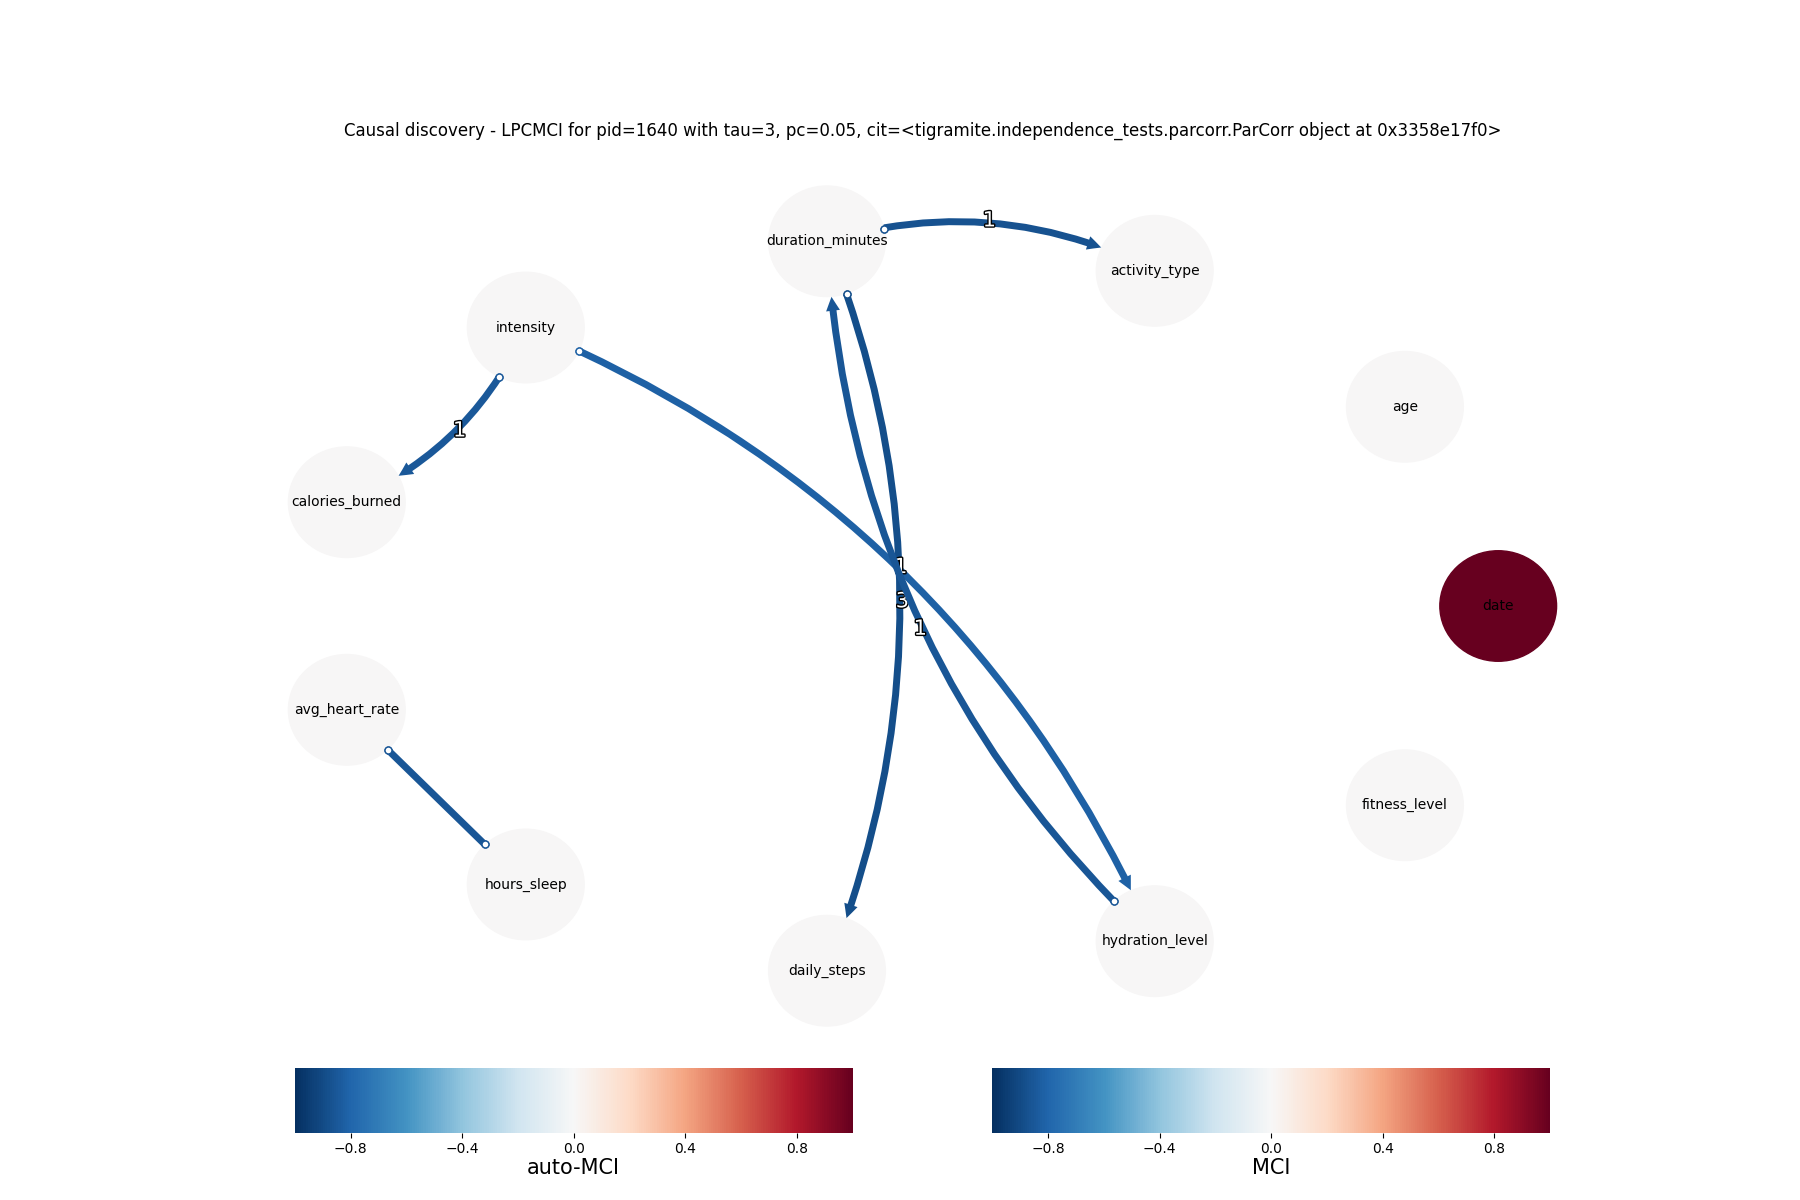 Causal discovery - LPCMCI for pid=1640 with tau=3, pc=0.05, cit=<tigramite.independence_tests.parcorr.ParCorr object at 0x3358e17f0>
1
duration_minutes
activity_type
intensity
age
1
calories_burned
1
3
date
1
avg_heart_rate
fitness_level
hours_sleep
hydration_level
daily_steps
−0.8 −0.4 0.0 0.4 0.8
auto-MCI
−0.8 −0.4 0.0 0.4 0.8
MCI